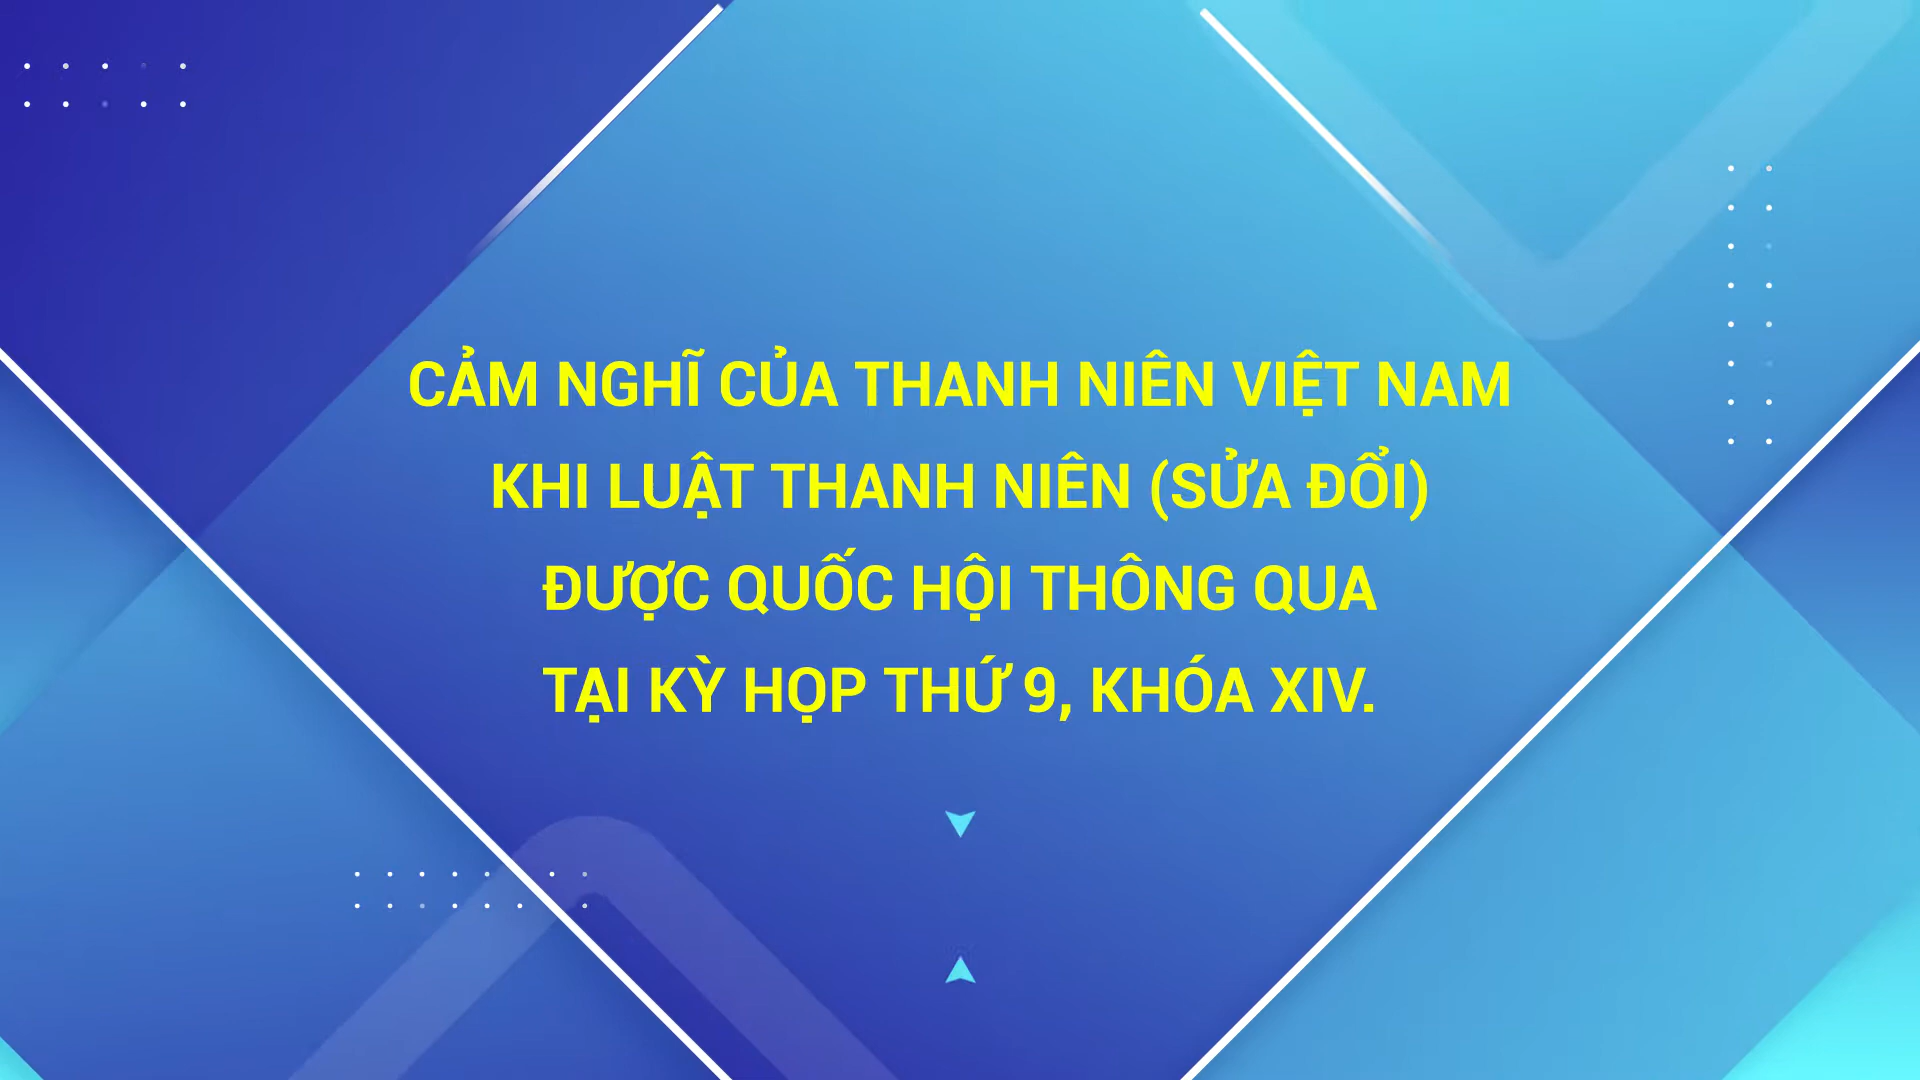 CẢM NGHĨ CỦA THANH NIÊN VIỆT NAM
KHI LUẬT THANH NIÊN (SỬA ĐỔI)
ĐƯỢC QUỐC HỘI THÔNG QUA
TẠI KỲ HỌP THỨ 9, KHÓA XIV.